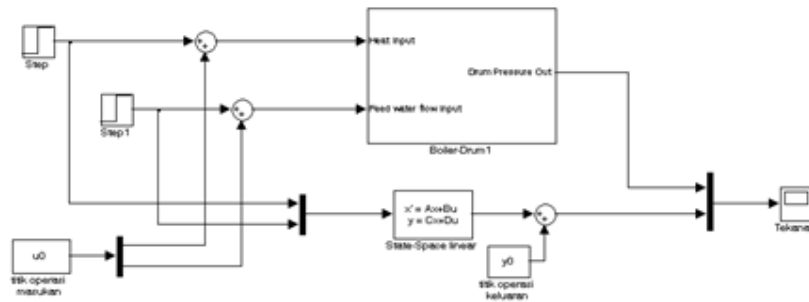 Step
Heat input
Drum Pressure Out
Step1
Feed water flow input
Boiler-Drum1
x' = Ax+Bu
y = Cx+Du
State-Space linear
Tekanan
u0
titik operasi
masukan
y0
titik operasi
keluaran